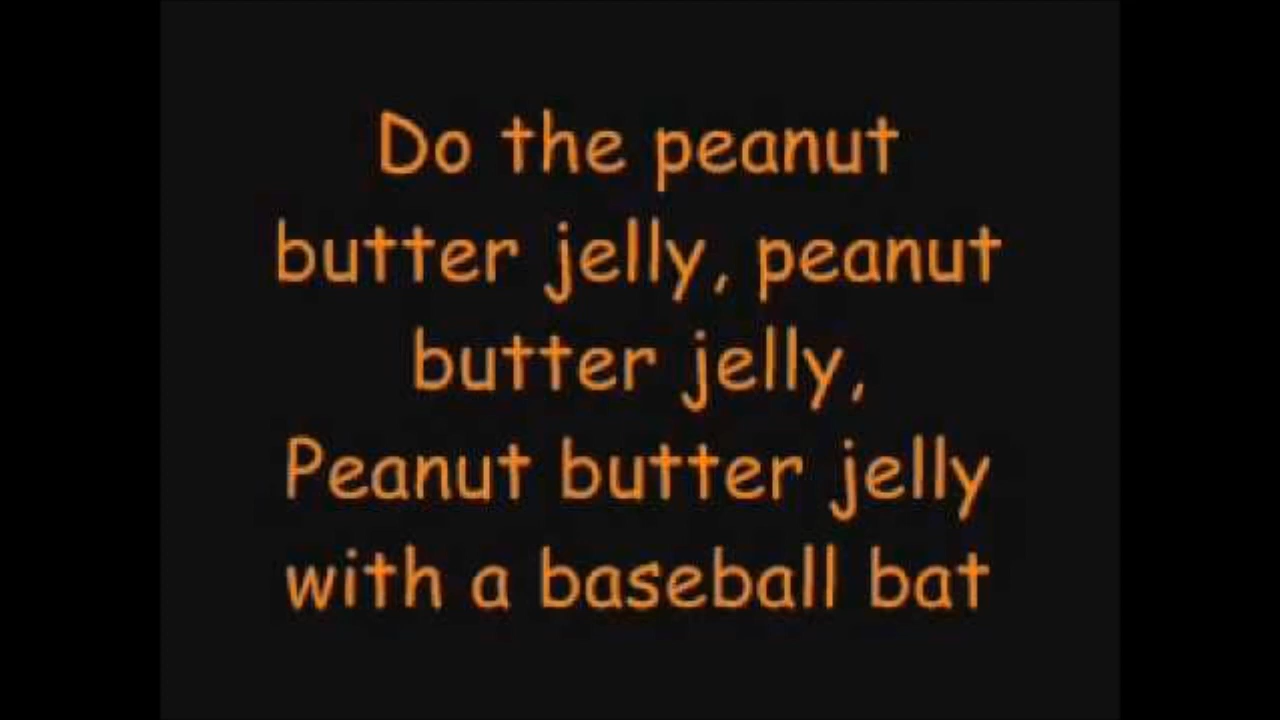 Do the peanut
butter jelly, peanut
butter jelly,
Peanut butter jelly
with a baseball bat